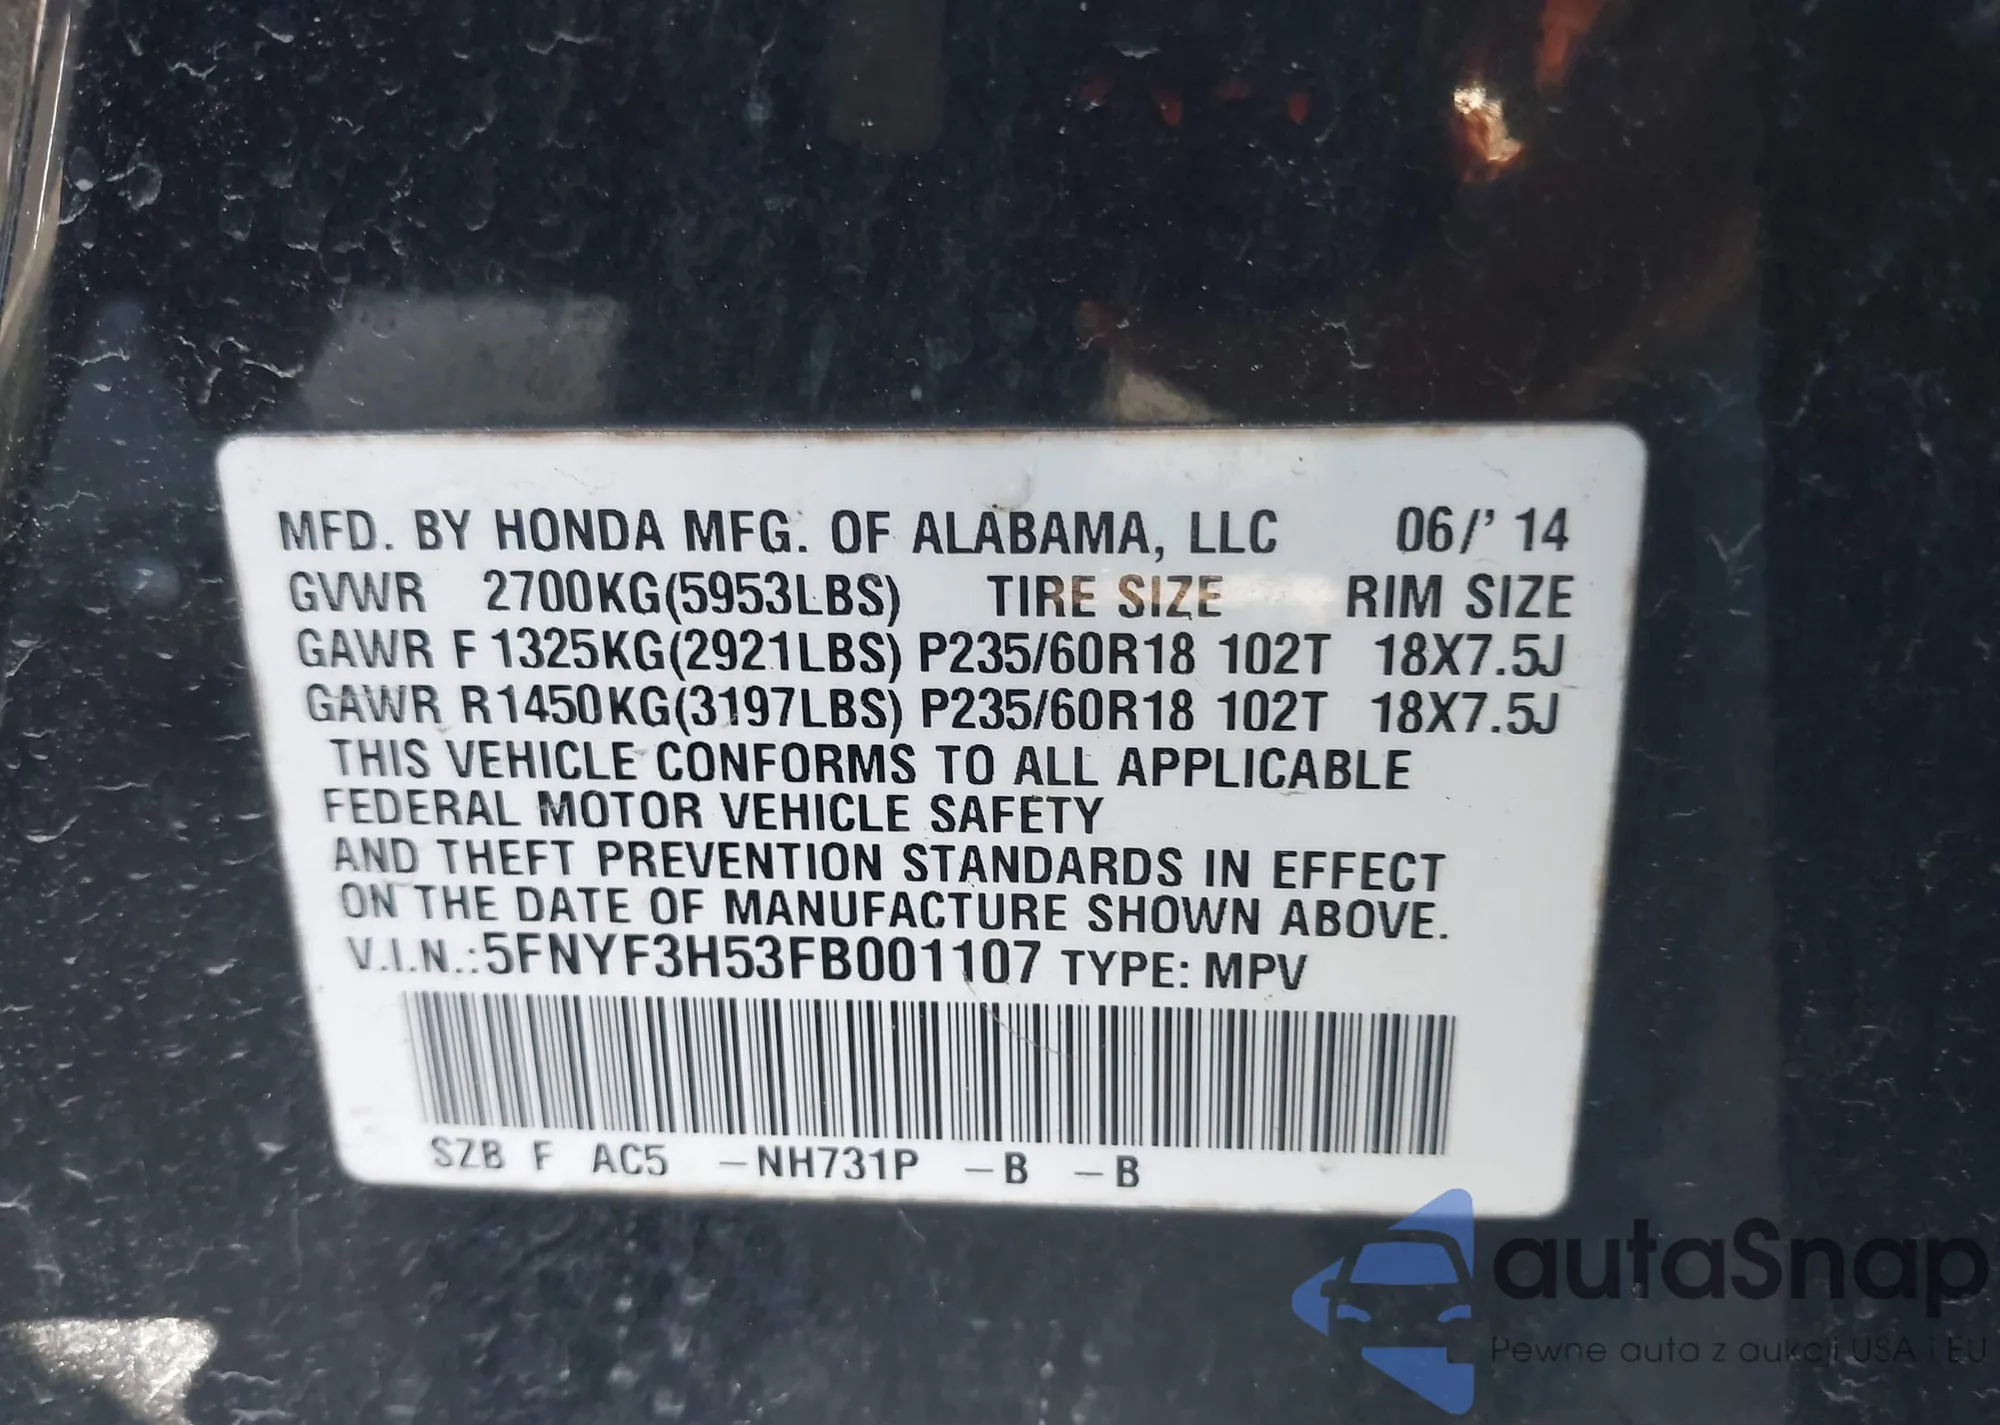 MFD. BY HONDA MFG. OF ALABAMA, LLC 06/' 14
GVWR 2700KG(5953LBS) TIRE SIZE RIM SIZE
GAWR F 1325KG(2921LBS) P235/60R18 102T 18X7.5J
GAWR R1450KG(3197LBS) P235/60R18 102T 18X7.5J
THIS VEHICLE CONFORMS TO ALL APPLICABLE
FEDERAL MOTOR VEHICLE SAFETY
AND THEFT PREVENTION STANDARDS IN EFFECT
ON THE DATE OF MANUFACTURE SHOWN ABOVE.
V.I.N.:5FNYF3H53FB001107 TYPE: MPV
SZB F AC5 -NH731P -B -B
autaSnap
Pewne auta z aukcji USA i EU